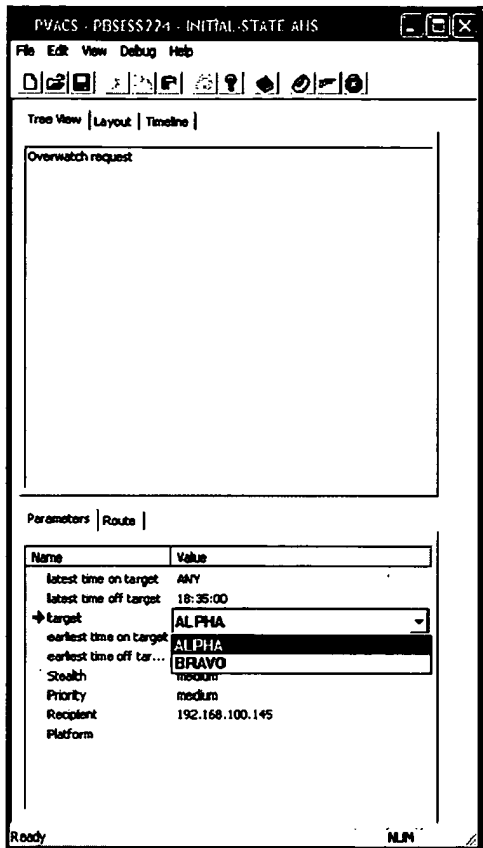 PVACS - PBSESS224 - INITIAL-STATE AHS
File Edit View Debug Help
Tree View Layout Timeline
Overwatch request
Parameters Route
Name Value
latest time on target ANY
latest time off target 18:35:00
target ALPHA
earliest time on target ALPHA
earliest time off tar... BRAVO
Stealth medium
Priority medium
Recipient 192.168.100.145
Platform
Ready NUM